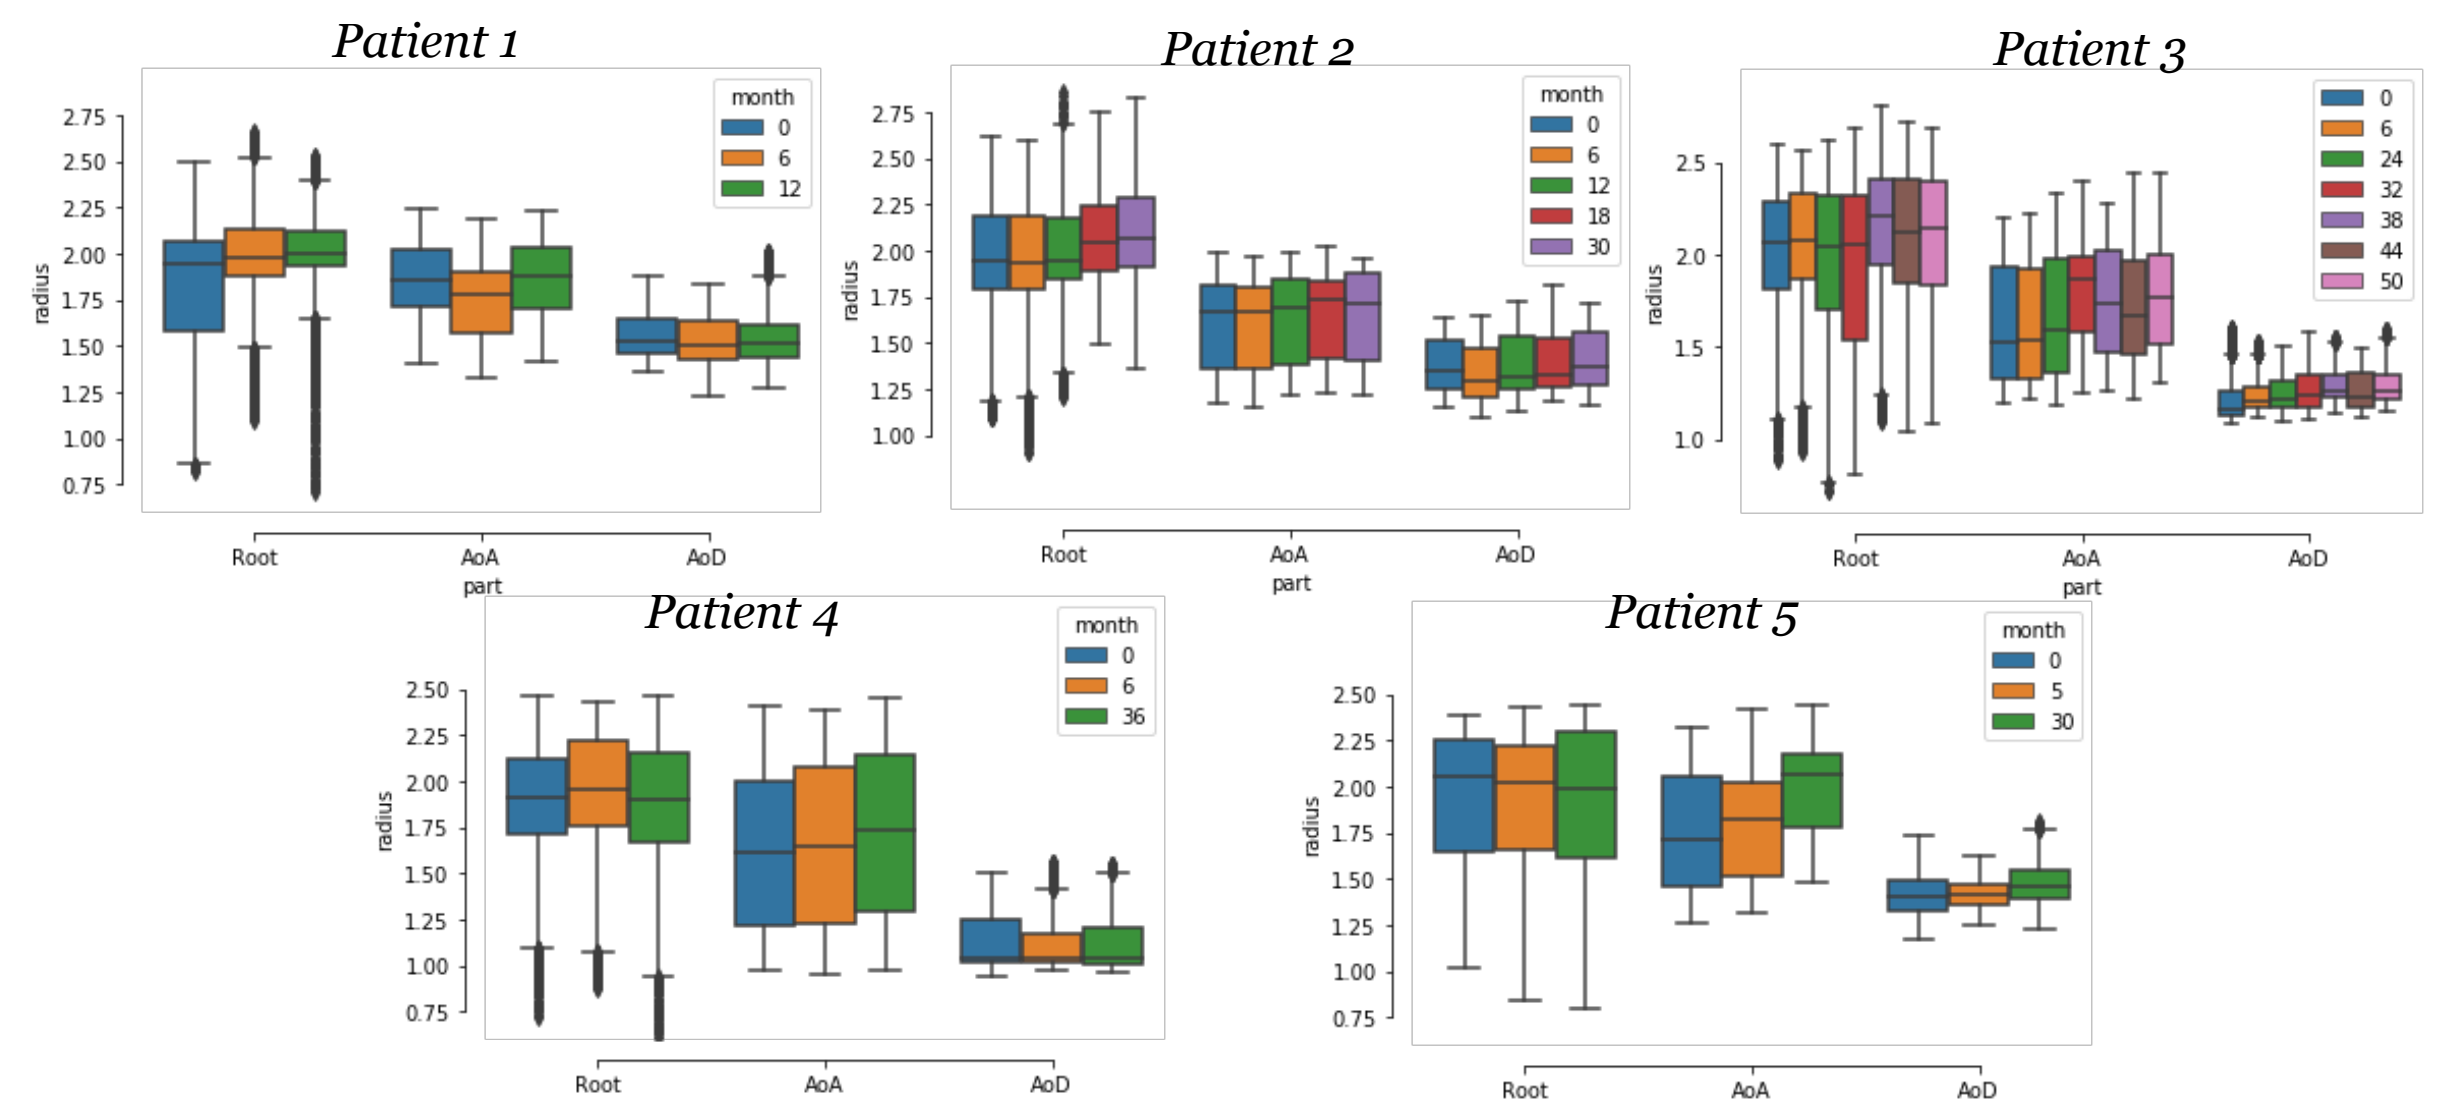 Patient 1
month
0
6
12
2.75
2.50
2.25
2.00
1.75
1.50
1.25
1.00
0.75
radius
Root AoA AoD
part
Patient 2
month
0
6
12
18
30
2.75
2.50
2.25
2.00
1.75
1.50
1.25
1.00
radius
Root AoA AoD
part
Patient 3
0
6
24
32
38
44
50
2.5
2.0
1.5
1.0
radius
Root AoA AoD
part
Patient 4
month
0
6
36
2.50
2.25
2.00
1.75
1.50
1.25
1.00
0.75
radius
Root AoA AoD
Patient 5
month
0
5
30
2.50
2.25
2.00
1.75
1.50
1.25
1.00
0.75
radius
Root AoA AoD